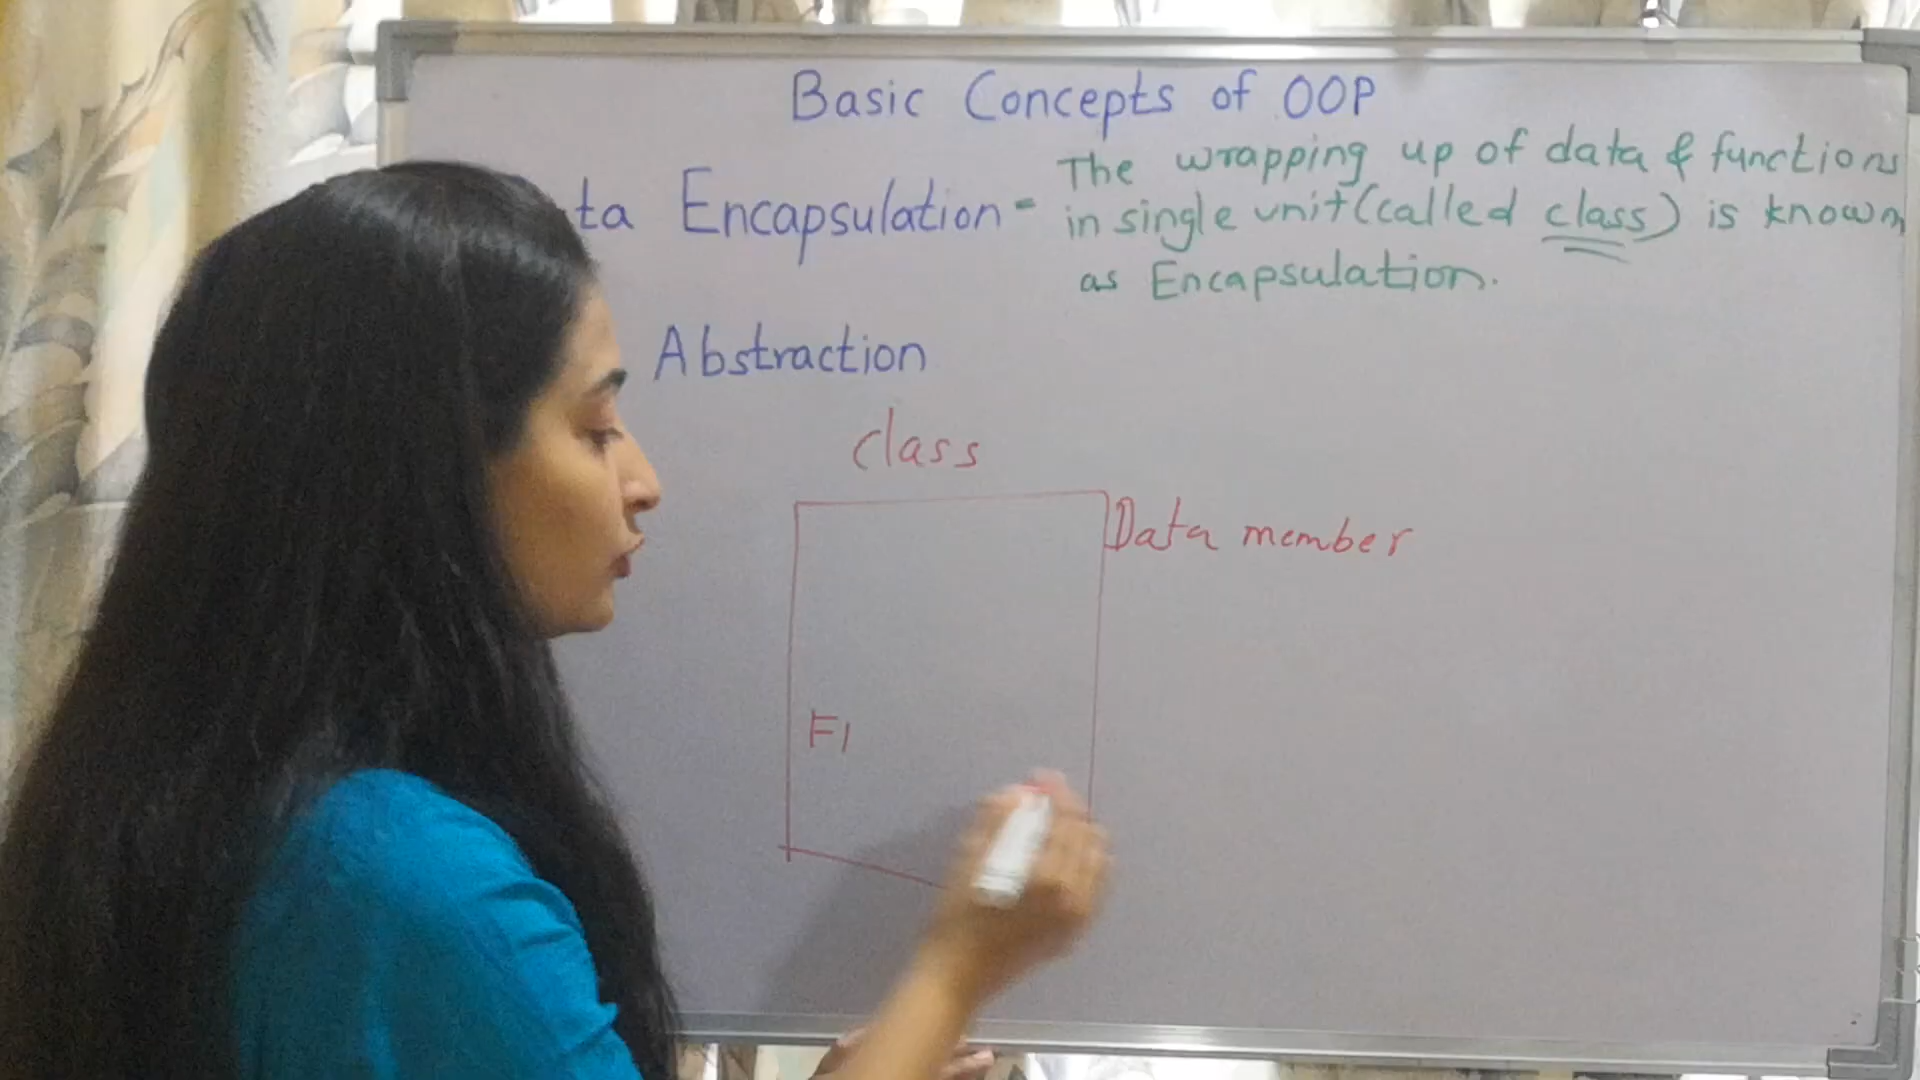 Basic Concepts of OOP
ta Encapsulation - The wrapping up of data & functions
in single unit (called class) is known
as Encapsulation.
Abstraction
Class
Data member
F1